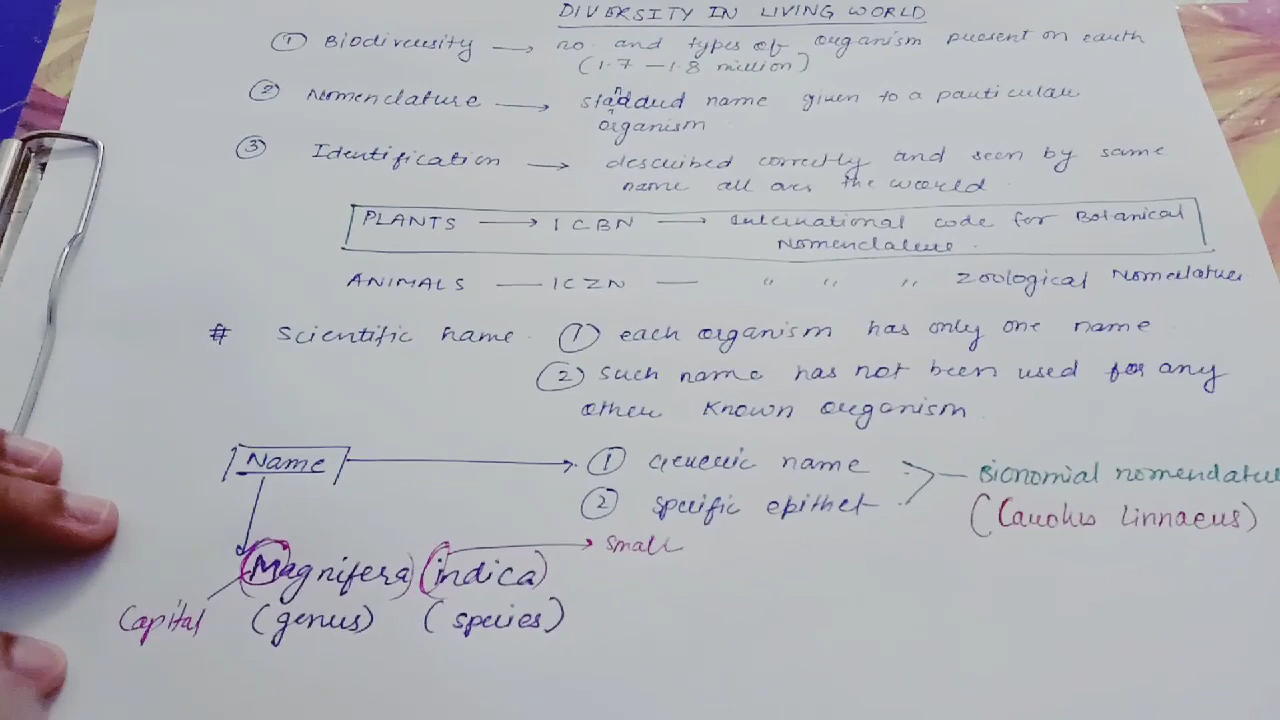 DIVERSITY IN LIVING WORLD
① Biodiversity → no. and types of organism present on earth
(1.7 – 1.8 million)
② Nomenclature → standard name given to a particular
organism
③ Identification → described correctly and seen by same
name all over the world.
PLANTS → ICBN → International code for Botanical
Nomenclature.
ANIMALS — ICZN — " " " Zoological Nomenclature
# Scientific name. ① each organism has only one name
② Such name has not been used for any
other known organism.
Name → ① Generic name
② specific epithet — Bionomial nomenclature
(Carolus linnaeus)
small
Magnifera indica
Capital (genus) (species)